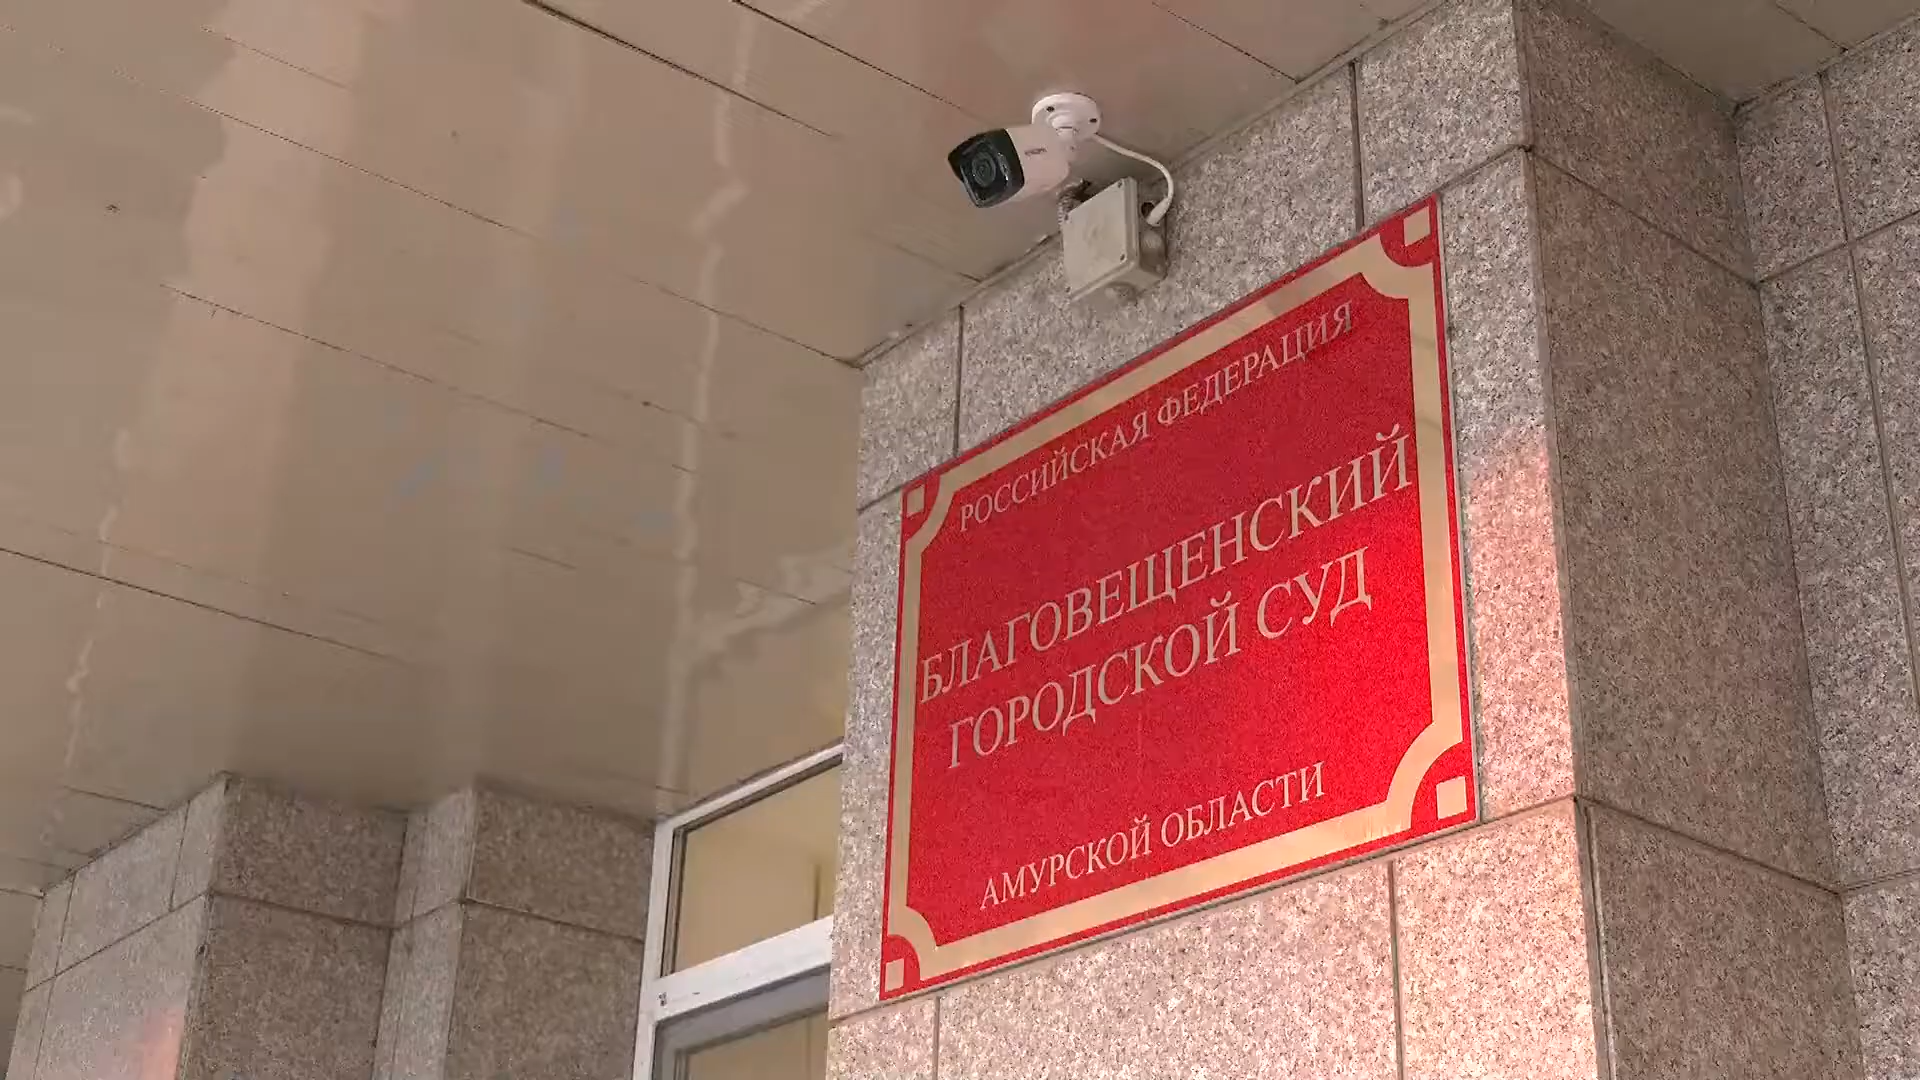 РОССИЙСКАЯ ФЕДЕРАЦИЯ
БЛАГОВЕЩЕНСКИЙ
ГОРОДСКОЙ СУД
АМУРСКОЙ ОБЛАСТИ